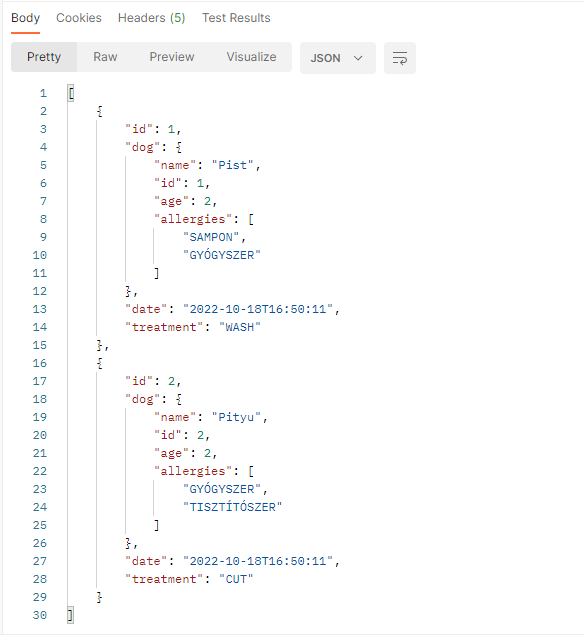 Body Cookies Headers (5) Test Results
Pretty Raw Preview Visualize JSON
1 [
2 {
3 "id": 1,
4 "dog": {
5 "name": "Pist",
6 "id": 1,
7 "age": 2,
8 "allergies": [
9 "SAMPON",
10 "GYÓGYSZER"
11 ]
12 },
13 "date": "2022-10-18T16:50:11",
14 "treatment": "WASH"
15 },
16 {
17 "id": 2,
18 "dog": {
19 "name": "Pityu",
20 "id": 2,
21 "age": 2,
22 "allergies": [
23 "GYÓGYSZER",
24 "TISZTÍTÓSZER"
25 ]
26 },
27 "date": "2022-10-18T16:50:11",
28 "treatment": "CUT"
29 }
30 ]